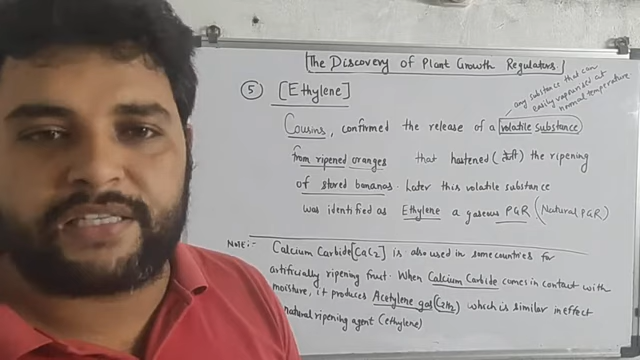 The Discovery of Plant Growth Regulators.
any substance that can
easily vaporised at
normal temperature
⑤ [Ethylene]
Cousins, confirmed the release of a volatile substance
from ripened oranges that hastened ( ) the ripening
of stored bananas. Later this volatile substance
was identified as Ethylene a gaseous PGR (Natural PGR)
Note:- Calcium Carbide [CaC2] is also used in some countries for
artificially ripening fruit. When Calcium Carbide comes in contact with
moisture, it produces Acetylene gas (C2H2) which is similar in effect
natural ripening agent (ethylene)